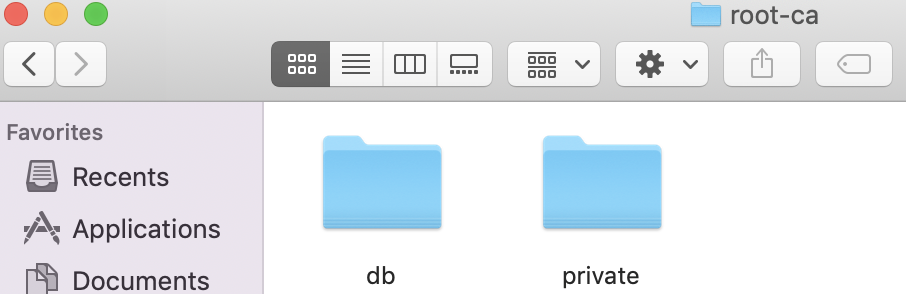 root-ca
Favorites
Recents
Applications
Documents
db
private